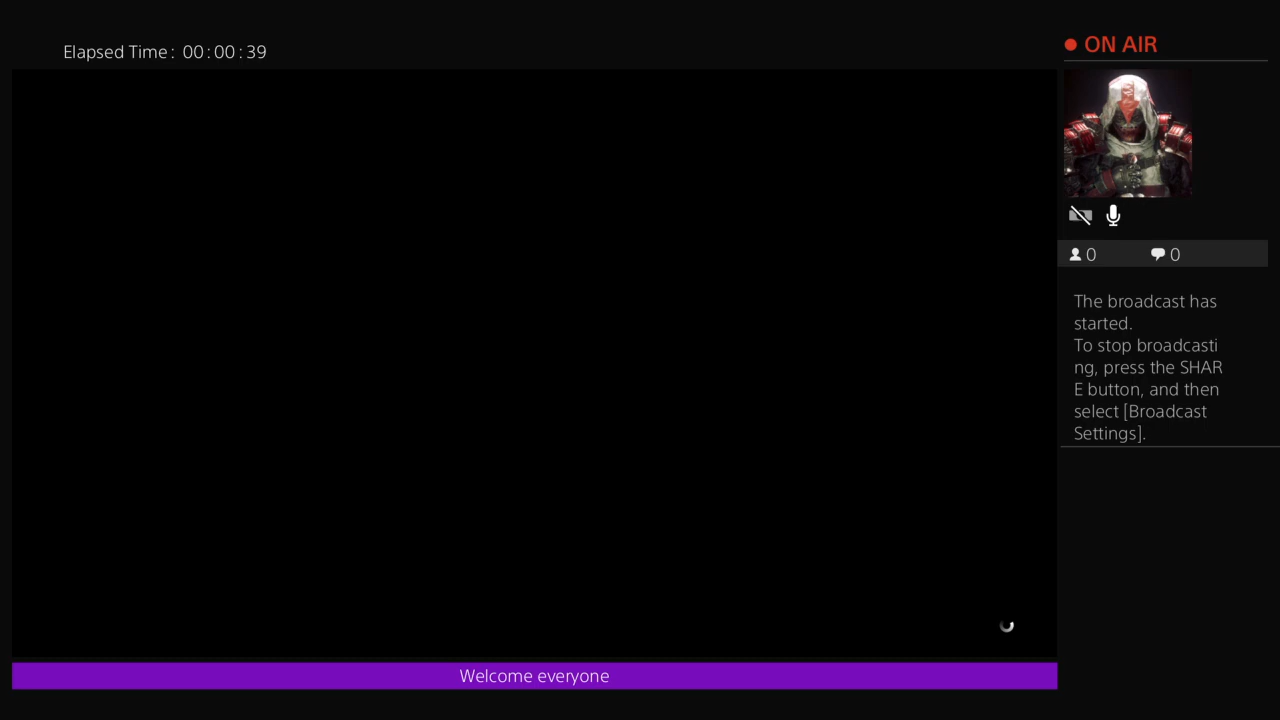 Elapsed Time: 00:00:39
ON AIR
0
0
The broadcast has
started.
To stop broadcasti
ng, press the SHAR
E button, and then
select [Broadcast
Settings].
Welcome everyone